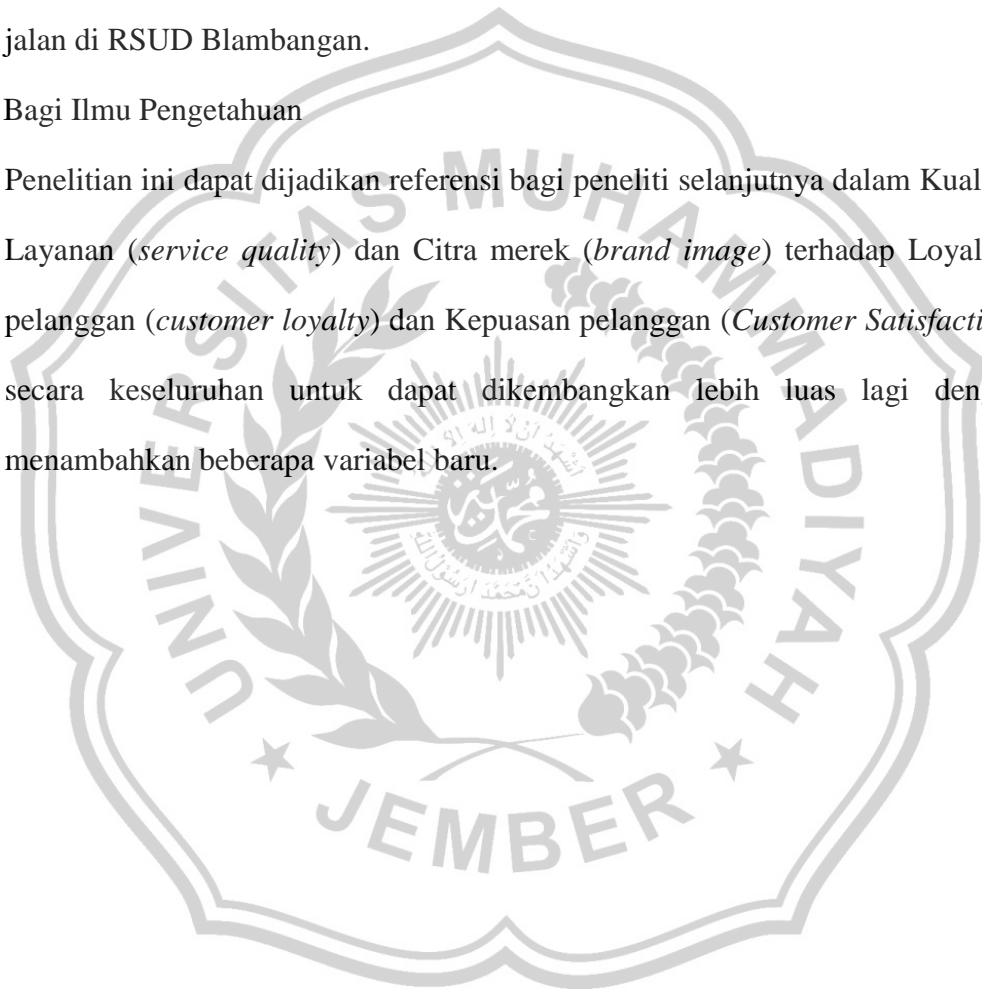 jalan di RSUD Blambangan.
Bagi Ilmu Pengetahuan
Penelitian ini dapat dijadikan referensi bagi peneliti selanjutnya dalam Kual
Layanan (service quality) dan Citra merek (brand image) terhadap Loyal
pelanggan (customer loyalty) dan Kepuasan pelanggan (Customer Satisfacti
secara keseluruhan untuk dapat dikembangkan lebih luas lagi den
menambahkan beberapa variabel baru.
UNIVERSITAS MUHAMMADIYAH
JEMBER